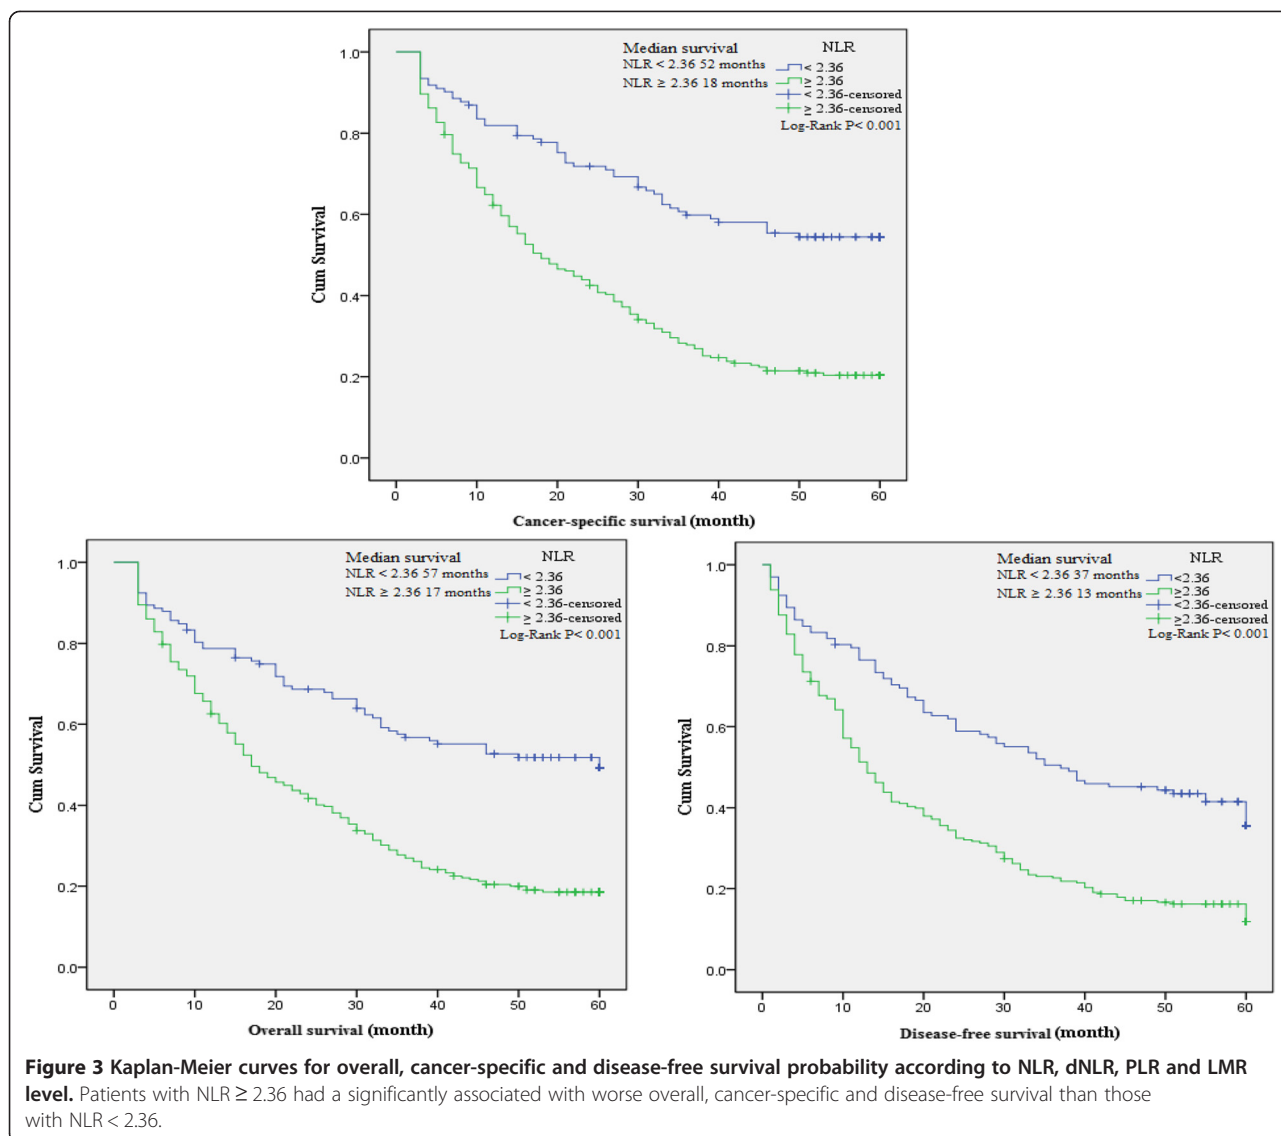 Median survival
NLR < 2.36 52 months
NLR ≥ 2.36 18 months
NLR
< 2.36
≥ 2.36
< 2.36-censored
≥ 2.36-censored
Log-Rank P< 0.001
Cum Survival
1.0
0.8
0.6
0.4
0.2
0.0
0 10 20 30 40 50 60
Cancer-specific survival (month)
Median survival
NLR < 2.36 57 months
NLR ≥ 2.36 17 months
NLR
< 2.36
≥ 2.36
< 2.36-censored
≥ 2.36-censored
Log-Rank P< 0.001
Cum Survival
1.0
0.8
0.6
0.4
0.2
0.0
0 10 20 30 40 50 60
Overall survival (month)
Median survival
NLR < 2.36 37 months
NLR ≥ 2.36 13 months
NLR
<2.36
≥2.36
<2.36-censored
≥2.36-censored
Log-Rank P< 0.001
Cum Survival
1.0
0.8
0.6
0.4
0.2
0.0
0 10 20 30 40 50 60
Disease-free survival (month)
Figure 3 Kaplan-Meier curves for overall, cancer-specific and disease-free survival probability according to NLR, dNLR, PLR and LMR
level. Patients with NLR ≥ 2.36 had a significantly associated with worse overall, cancer-specific and disease-free survival than those
with NLR < 2.36.